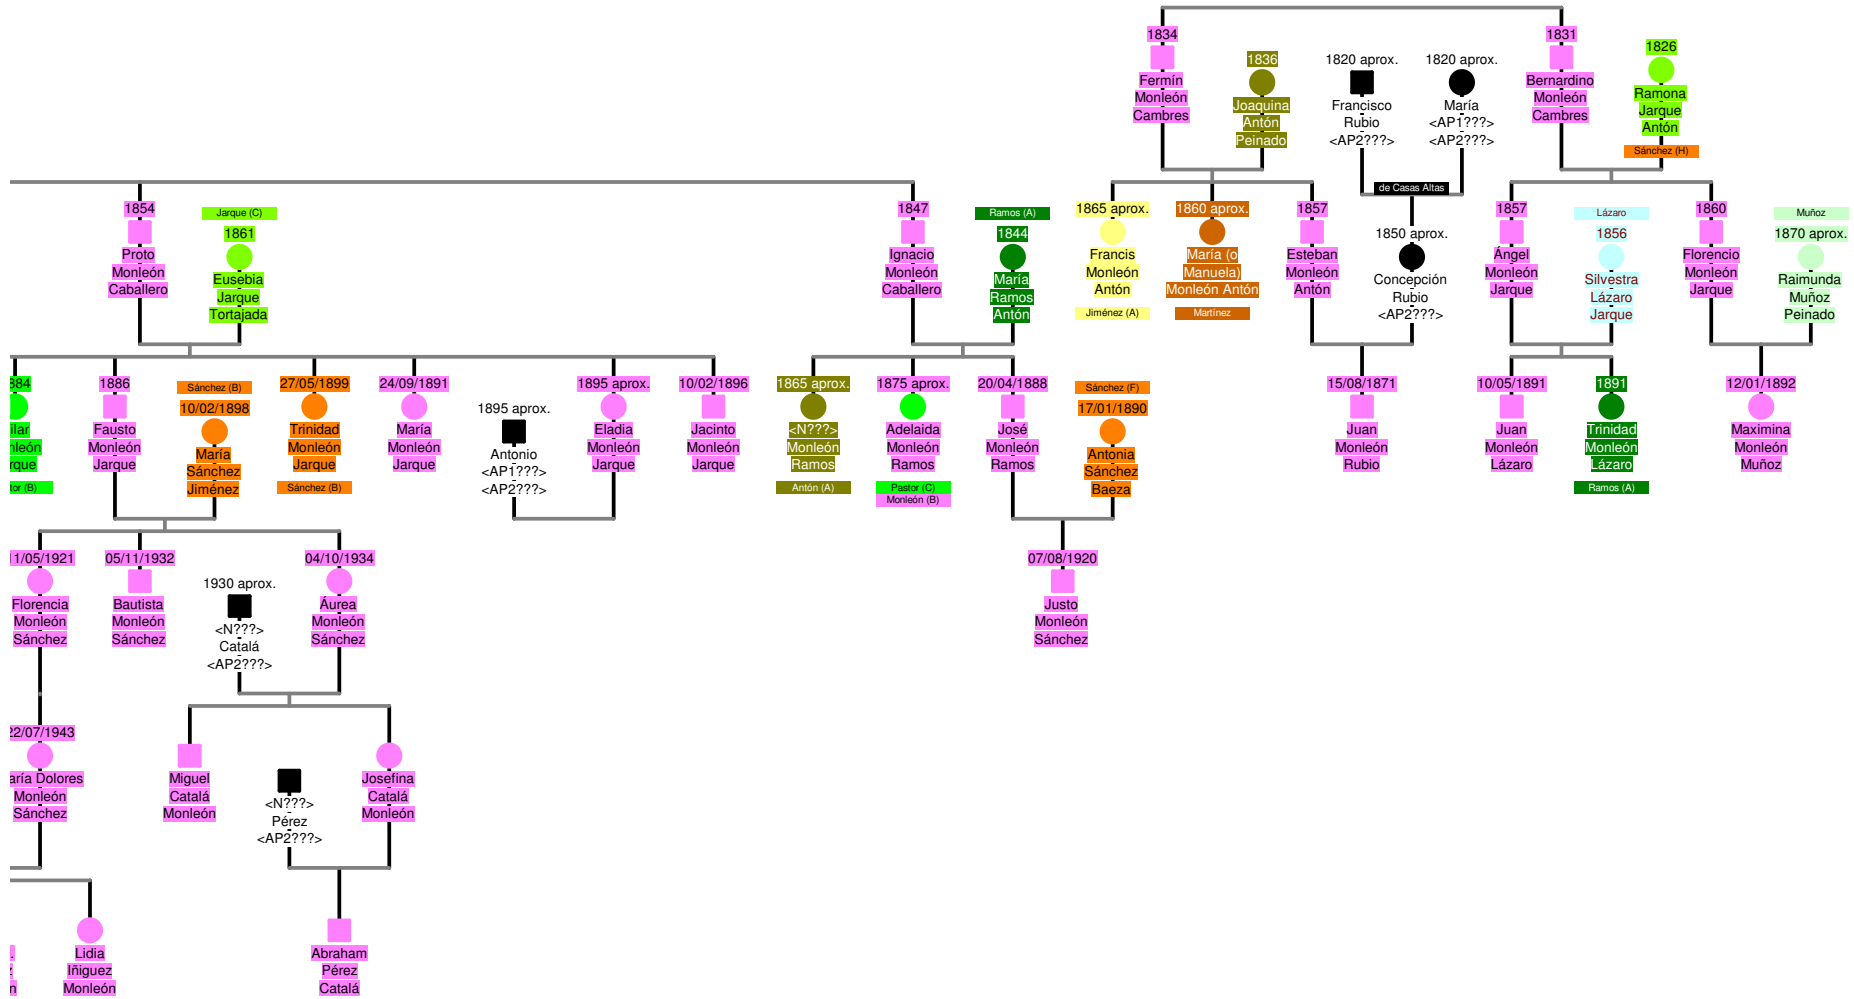 1834
Fermín
Monleón
Cambres
1836
Joaquina
Antón
Peinado
1820 aprox.
Francisco
Rubio
<AP2???>
1820 aprox.
María
<AP1???>
<AP2???>
1831
Bernardino
Monleón
Cambres
1826
Ramona
Jarque
Antón
Sánchez (H)
de Casas Altas
1854
Proto
Monleón
Caballero
Jarque (C)
1861
Eusebia
Jarque
Tortajada
1847
Ignacio
Monleón
Caballero
Ramos (A)
1844
María
Ramos
Antón
1865 aprox.
Francis
Monleón
Antón
Jiménez (A)
1860 aprox.
María (o
Manuela)
Monleón Antón
Martínez
1857
Esteban
Monleón
Antón
1850 aprox.
Concepción
Rubio
<AP2???>
1857
Ángel
Monleón
Jarque
Lázaro
1856
Silvestra
Lázaro
Jarque
1860
Florencio
Monleón
Jarque
Muñoz
1870 aprox.
Raimunda
Muñoz
Peinado
1886
Fausto
Monleón
Jarque
Sánchez (B)
10/02/1898
María
Sánchez
Jiménez
27/05/1899
Trinidad
Monleón
Jarque
Sánchez (B)
24/09/1891
María
Monleón
Jarque
1895 aprox.
Antonio
<AP1???>
<AP2???>
1895 aprox.
Eladia
Monleón
Jarque
10/02/1896
Jacinto
Monleón
Jarque
1865 aprox.
<N???>
Monleón
Ramos
Antón (A)
1875 aprox.
Adelaida
Monleón
Ramos
Pastor (C)
Monleón (B)
20/04/1888
José
Monleón
Ramos
Sánchez (F)
17/01/1890
Antonia
Sánchez
Baeza
15/08/1871
Juan
Monleón
Rubio
10/05/1891
Juan
Monleón
Lázaro
1891
Trinidad
Monleón
Lázaro
Ramos (A)
12/01/1892
Maximina
Monleón
Muñoz
1/05/1921
Florencia
Monleón
Sánchez
05/11/1932
Bautista
Monleón
Sánchez
1930 aprox.
<N???>
Catalá
<AP2???>
04/10/1934
Áurea
Monleón
Sánchez
07/08/1920
Justo
Monleón
Sánchez
22/07/1943
aría Dolores
Monleón
Sánchez
Miguel
Catalá
Monleón
<N???>
Pérez
<AP2???>
Josefina
Catalá
Monleón
Lidia
Iñiguez
Monleón
Abraham
Pérez
Catalá